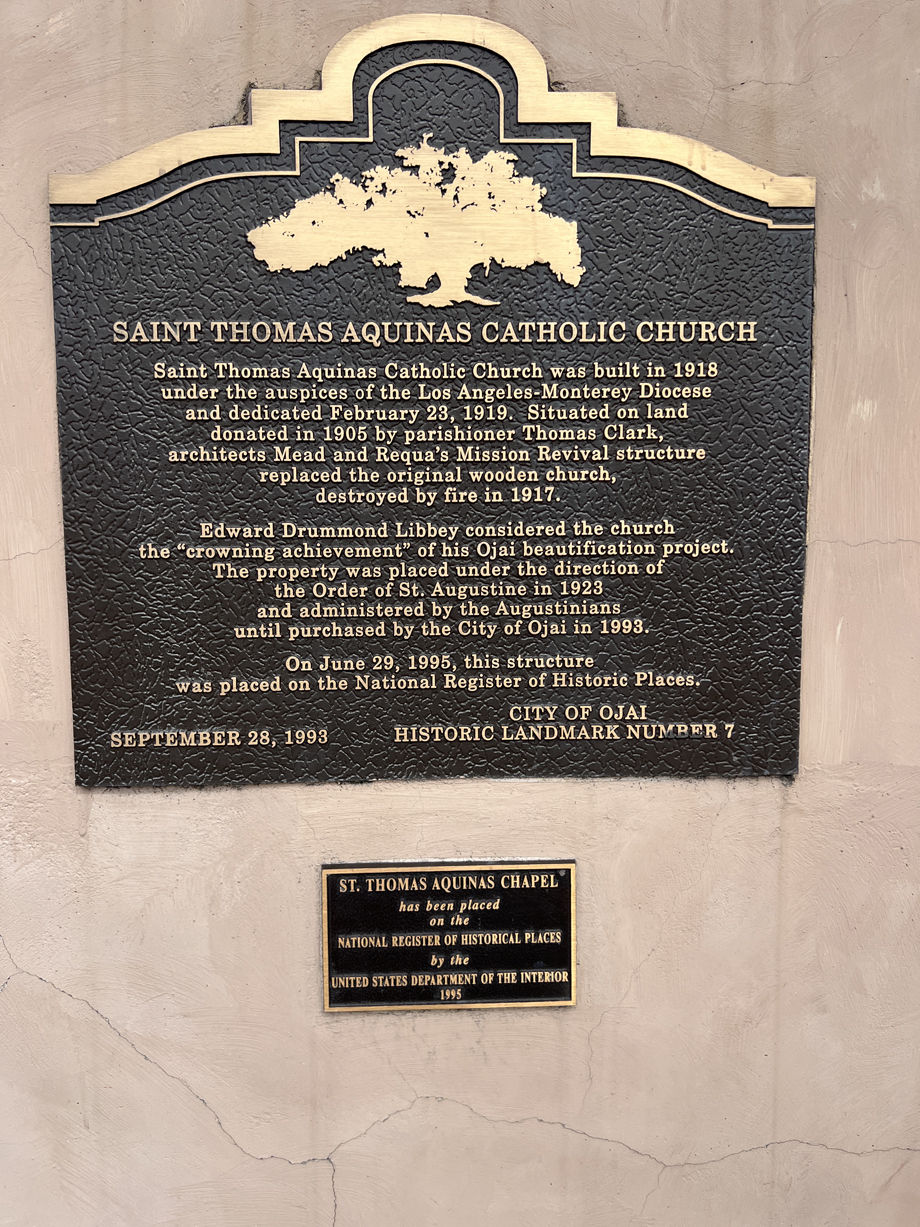 SAINT THOMAS AQUINAS CATHOLIC CHURCH
Saint Thomas Aquinas Catholic Church was built in 1918
under the auspices of the Los Angeles-Monterey Diocese
and dedicated February 23, 1919. Situated on land
donated in 1905 by parishioner Thomas Clark,
architects Mead and Requa's Mission Revival structure
replaced the original wooden church,
destroyed by fire in 1917.
Edward Drummond Libbey considered the church
the "crowning achievement" of his Ojai beautification project.
The property was placed under the direction of
the Order of St. Augustine in 1923
and administered by the Augustinians
until purchased by the City of Ojai in 1993.
On June 29, 1995, this structure
was placed on the National Register of Historic Places.
CITY OF OJAI
SEPTEMBER 28, 1993 HISTORIC LANDMARK NUMBER 7
ST. THOMAS AQUINAS CHAPEL
has been placed
on the
NATIONAL REGISTER OF HISTORICAL PLACES
by the
UNITED STATES DEPARTMENT OF THE INTERIOR
1995